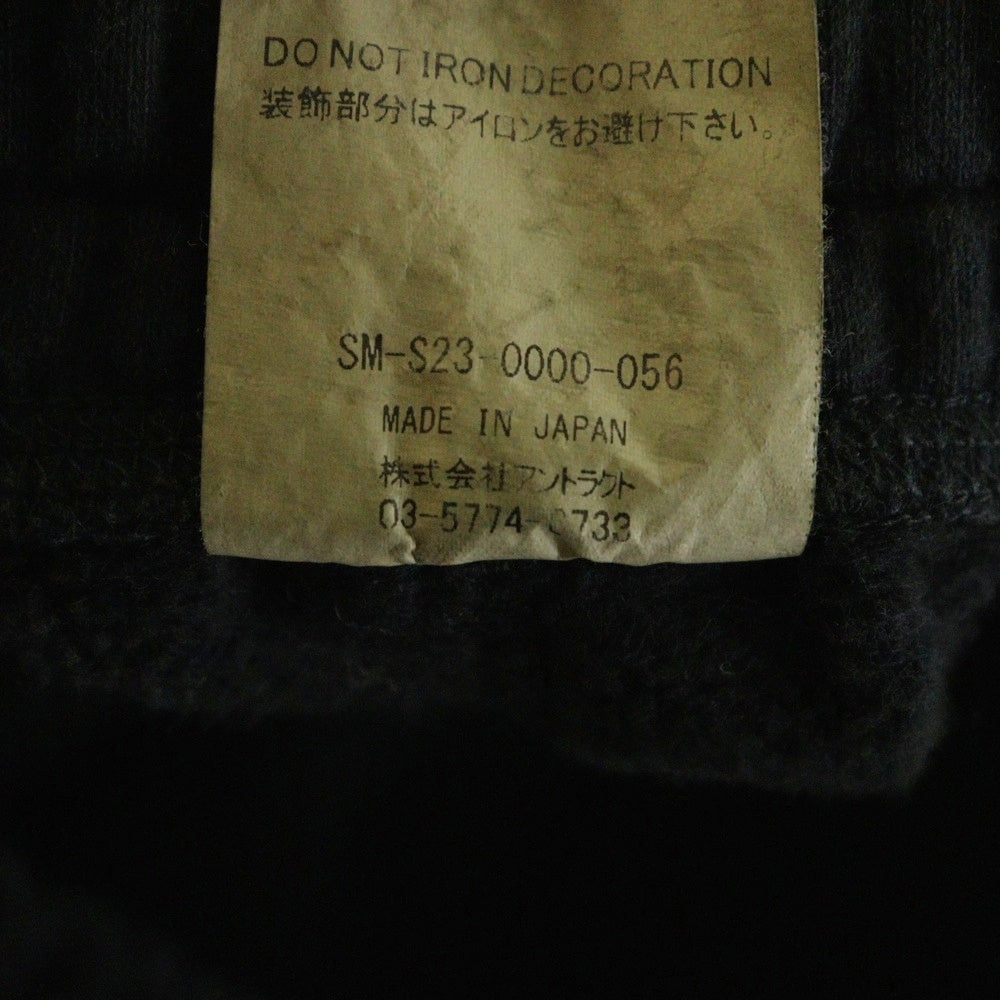 DO NOT IRON DECORATION
装飾部分はアイロンをお避け下さい。
SM-S23-0000-056
MADE IN JAPAN
株式会社アントラクト
03-5774-0733